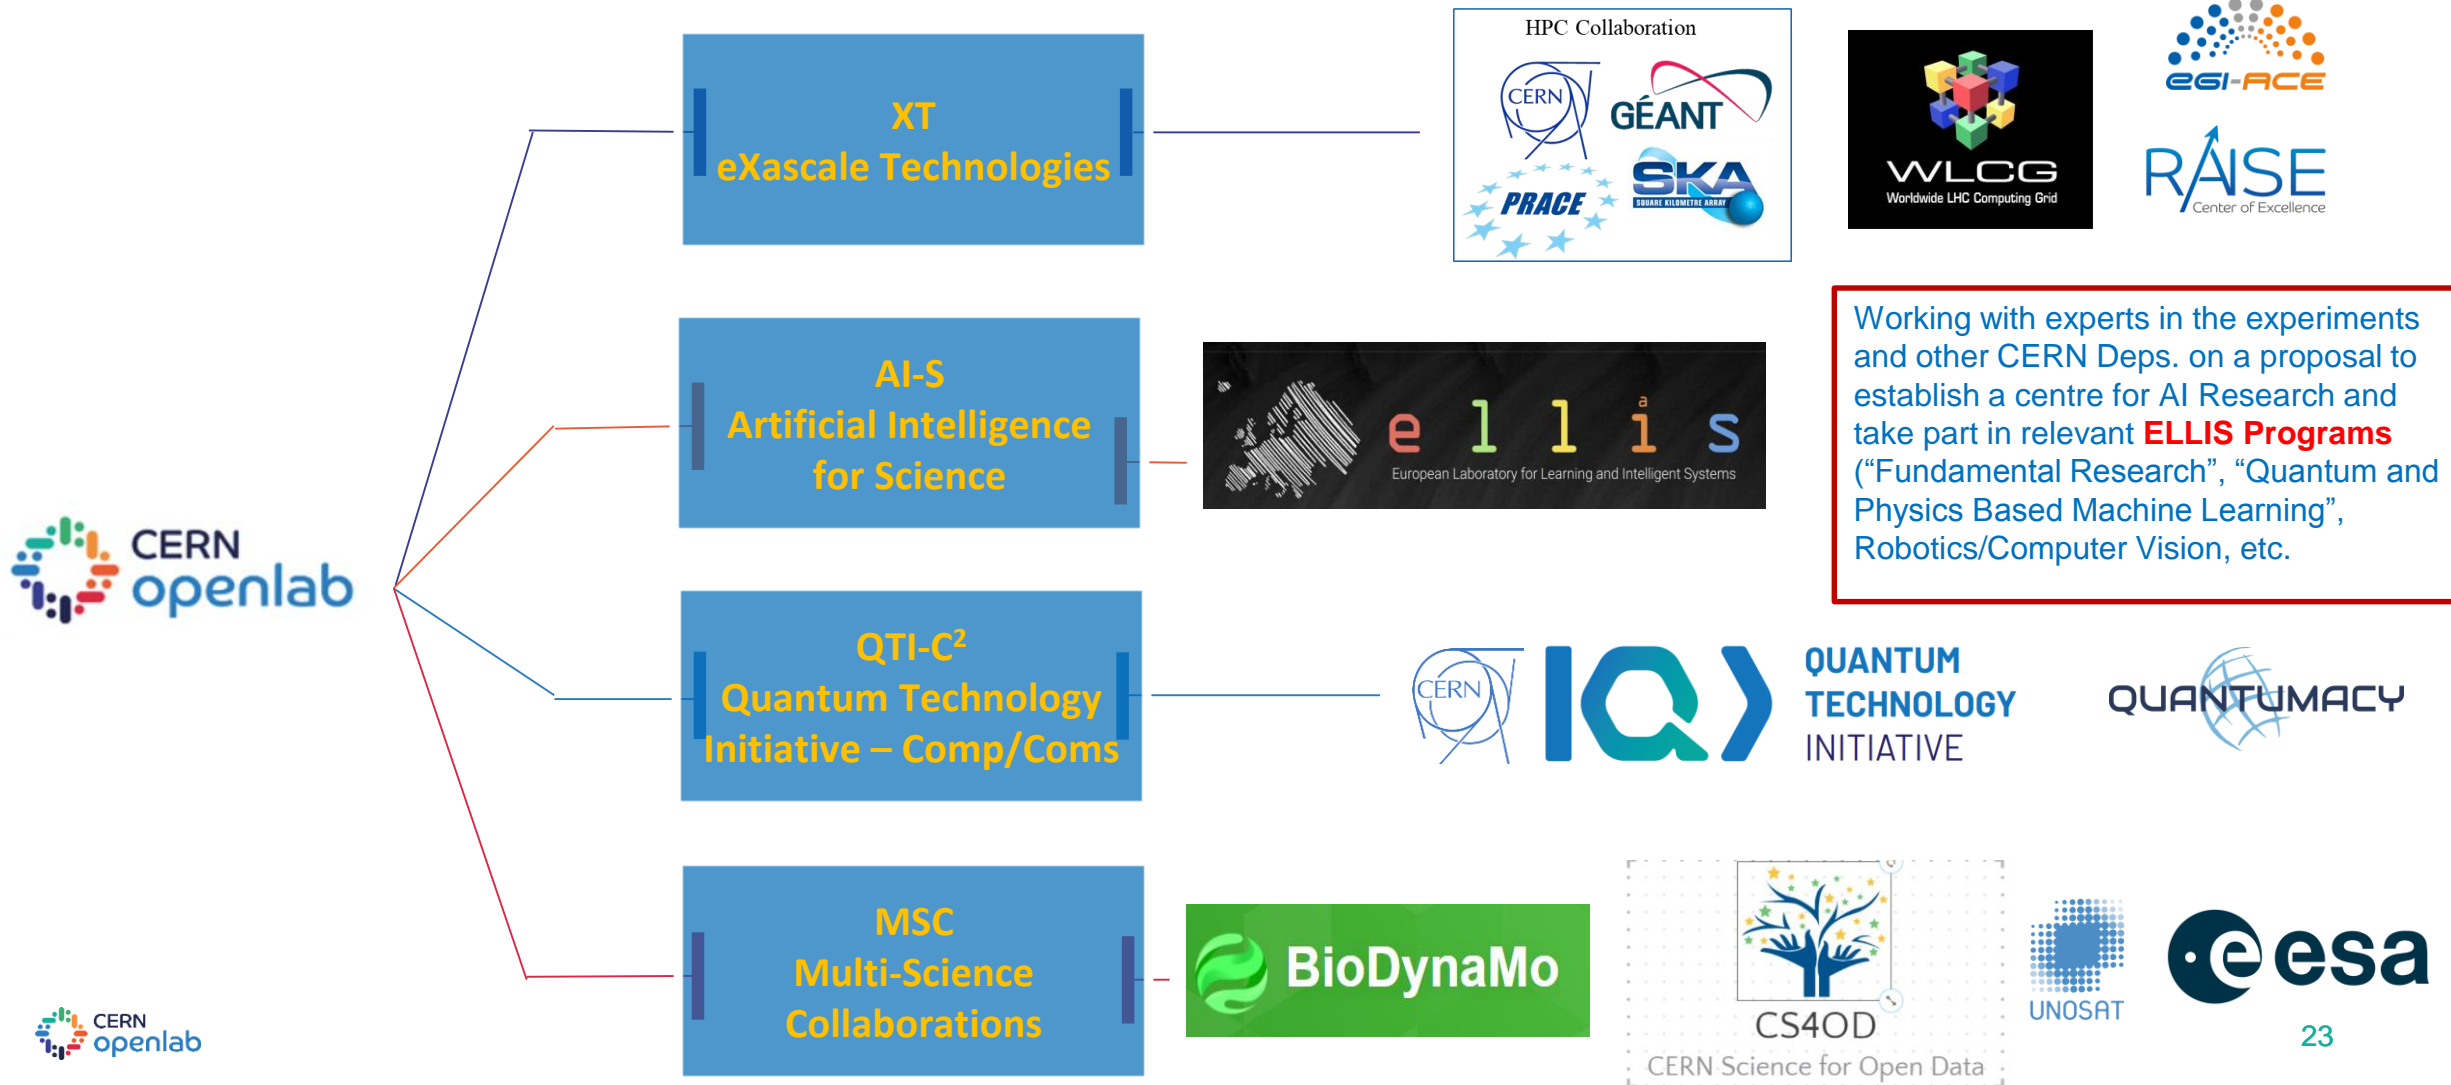 HPC Collaboration
CERN
GÉANT
PRACE
SKA
SQUARE KILOMETRE ARRAY
WLCG
Worldwide LHC Computing Grid
egi-ACE
RAISE
Center of Excellence
XT
eXascale Technologies
AI-S
Artificial Intelligence
for Science
ellis
a
European Laboratory for Learning and Intelligent Systems
Working with experts in the experiments
and other CERN Deps. on a proposal to
establish a centre for AI Research and
take part in relevant ELLIS Programs
(“Fundamental Research”, “Quantum and
Physics Based Machine Learning”,
Robotics/Computer Vision, etc.
CERN
openlab
QTI-C²
Quantum Technology
Initiative – Comp/Coms
CERN
QUANTUM
TECHNOLOGY
INITIATIVE
QUANTUMACY
MSC
Multi-Science
Collaborations
BioDynaMo
CS4OD
CERN Science for Open Data
UNOSAT
esa
CERN
openlab
23